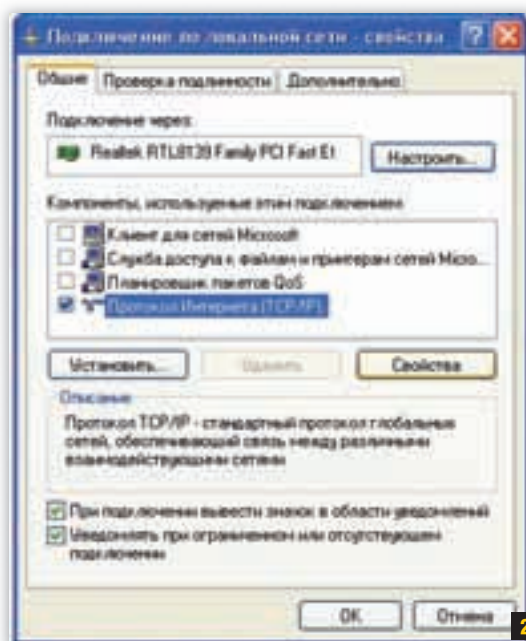 Подключение по локальной сети - свойства
Общие Проверка подлинности Дополнительно
Подключение через:
Realtek RTL8139 Family PCI Fast Et
Настроить...
Компоненты, используемые этим подключением:
Клиент для сетей Microsoft
Служба доступа к файлам и принтерам сетей Micro...
Планировщик пакетов QoS
Протокол Интернета (TCP/IP)
Установить... Удалить Свойства
Описание
Протокол TCP/IP - стандартный протокол глобальных
сетей, обеспечивающий связь между различными
взаимодействующими сетями.
При подключении вывести значок в области уведомлений
Уведомлять при ограниченном или отсутствующем
подключении
OK Отмена
2